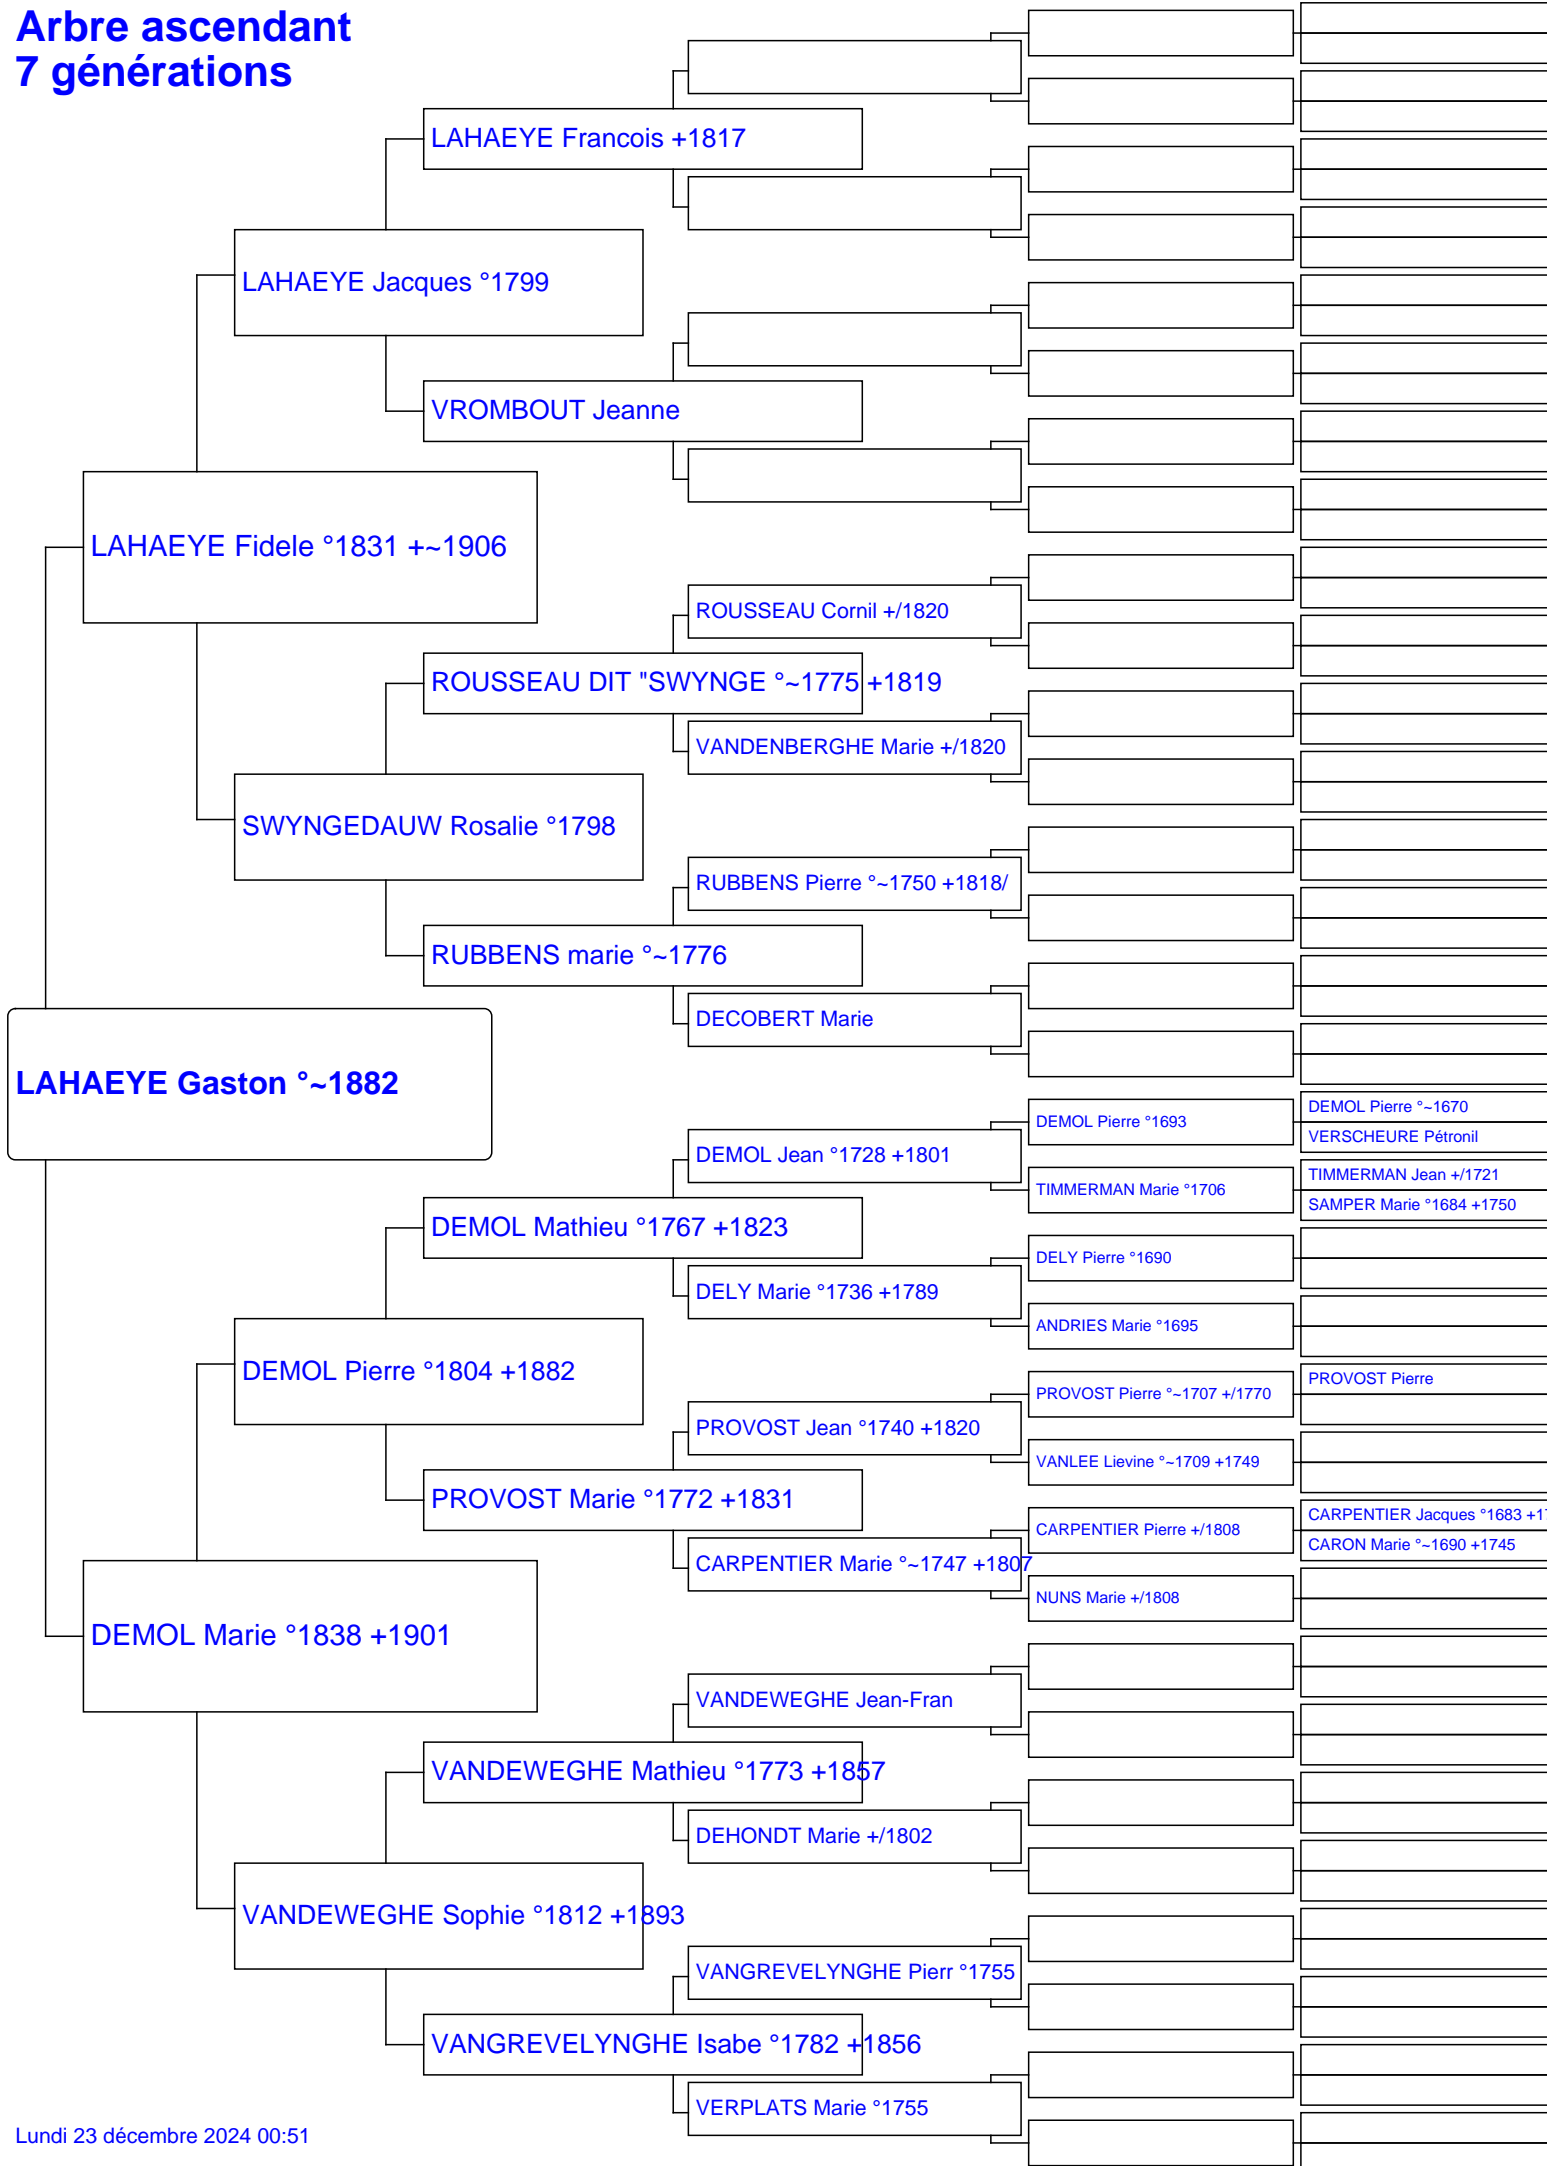 Arbre ascendant
7 générations
LAHAEYE Francois +1817
LAHAEYE Jacques °1799
VROMBOUT Jeanne
LAHAEYE Fidele °1831 +~1906
ROUSSEAU Cornil +/1820
ROUSSEAU DIT "SWYNGE °~1775 +1819
VANDENBERGHE Marie +/1820
SWYNGEDAUW Rosalie °1798
RUBBENS Pierre °~1750 +1818/
RUBBENS marie °~1776
DECOBERT Marie
LAHAEYE Gaston °~1882
DEMOL Pierre °~1670
DEMOL Pierre °1693
VERSCHEURE Pétronil
DEMOL Jean °1728 +1801
TIMMERMAN Jean +/1721
TIMMERMAN Marie °1706
SAMPER Marie °1684 +1750
DEMOL Mathieu °1767 +1823
DELY Pierre °1690
DELY Marie °1736 +1789
ANDRIES Marie °1695
DEMOL Pierre °1804 +1882
PROVOST Pierre
PROVOST Pierre °~1707 +/1770
PROVOST Jean °1740 +1820
VANLEE Lievine °~1709 +1749
PROVOST Marie °1772 +1831
CARPENTIER Jacques °1683 +1
CARPENTIER Pierre +/1808
CARON Marie °~1690 +1745
CARPENTIER Marie °~1747 +1807
NUNS Marie +/1808
DEMOL Marie °1838 +1901
VANDEWEGHE Jean-Fran
VANDEWEGHE Mathieu °1773 +1857
DEHONDT Marie +/1802
VANDEWEGHE Sophie °1812 +1893
VANGREVELYNGHE Pierr °1755
VANGREVELYNGHE Isabe °1782 +1856
VERPLATS Marie °1755
Lundi 23 décembre 2024 00:51